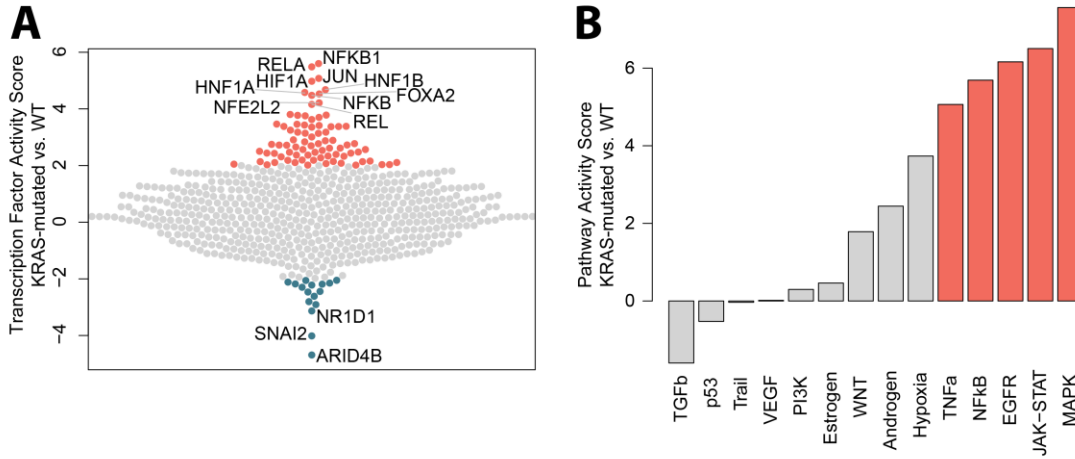 A
Transcription Factor Activity Score
KRAS-mutated vs. WT
6
4
2
0
−2
−4
RELA
NFKB1
HIF1A
JUN
HNF1A
HNF1B
FOXA2
NFE2L2
NFKB
REL
NR1D1
SNAI2
ARID4B
B
Pathway Activity Score
KRAS-mutated vs. WT
6
4
2
0
TGFb
p53
Trail
VEGF
PI3K
Estrogen
WNT
Androgen
Hypoxia
TNFa
NFkB
EGFR
JAK−STAT
MAPK